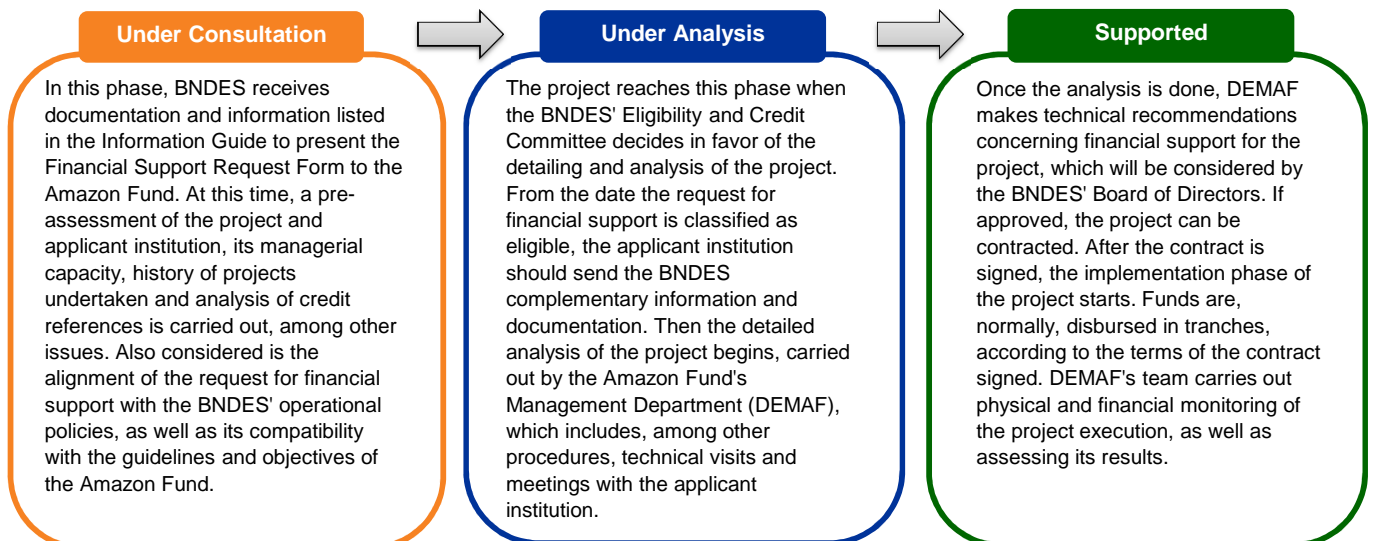 Under Consultation
In this phase, BNDES receives
documentation and information listed
in the Information Guide to present the
Financial Support Request Form to the
Amazon Fund. At this time, a pre-
assessment of the project and
applicant institution, its managerial
capacity, history of projects
undertaken and analysis of credit
references is carried out, among other
issues. Also considered is the
alignment of the request for financial
support with the BNDES' operational
policies, as well as its compatibility
with the guidelines and objectives of
the Amazon Fund.
Under Analysis
The project reaches this phase when
the BNDES' Eligibility and Credit
Committee decides in favor of the
detailing and analysis of the project.
From the date the request for
financial support is classified as
eligible, the applicant institution
should send the BNDES
complementary information and
documentation. Then the detailed
analysis of the project begins, carried
out by the Amazon Fund's
Management Department (DEMAF),
which includes, among other
procedures, technical visits and
meetings with the applicant
institution.
Supported
Once the analysis is done, DEMAF
makes technical recommendations
concerning financial support for the
project, which will be considered by
the BNDES' Board of Directors. If
approved, the project can be
contracted. After the contract is
signed, the implementation phase of
the project starts. Funds are,
normally, disbursed in tranches,
according to the terms of the contract
signed. DEMAF's team carries out
physical and financial monitoring of
the project execution, as well as
assessing its results.